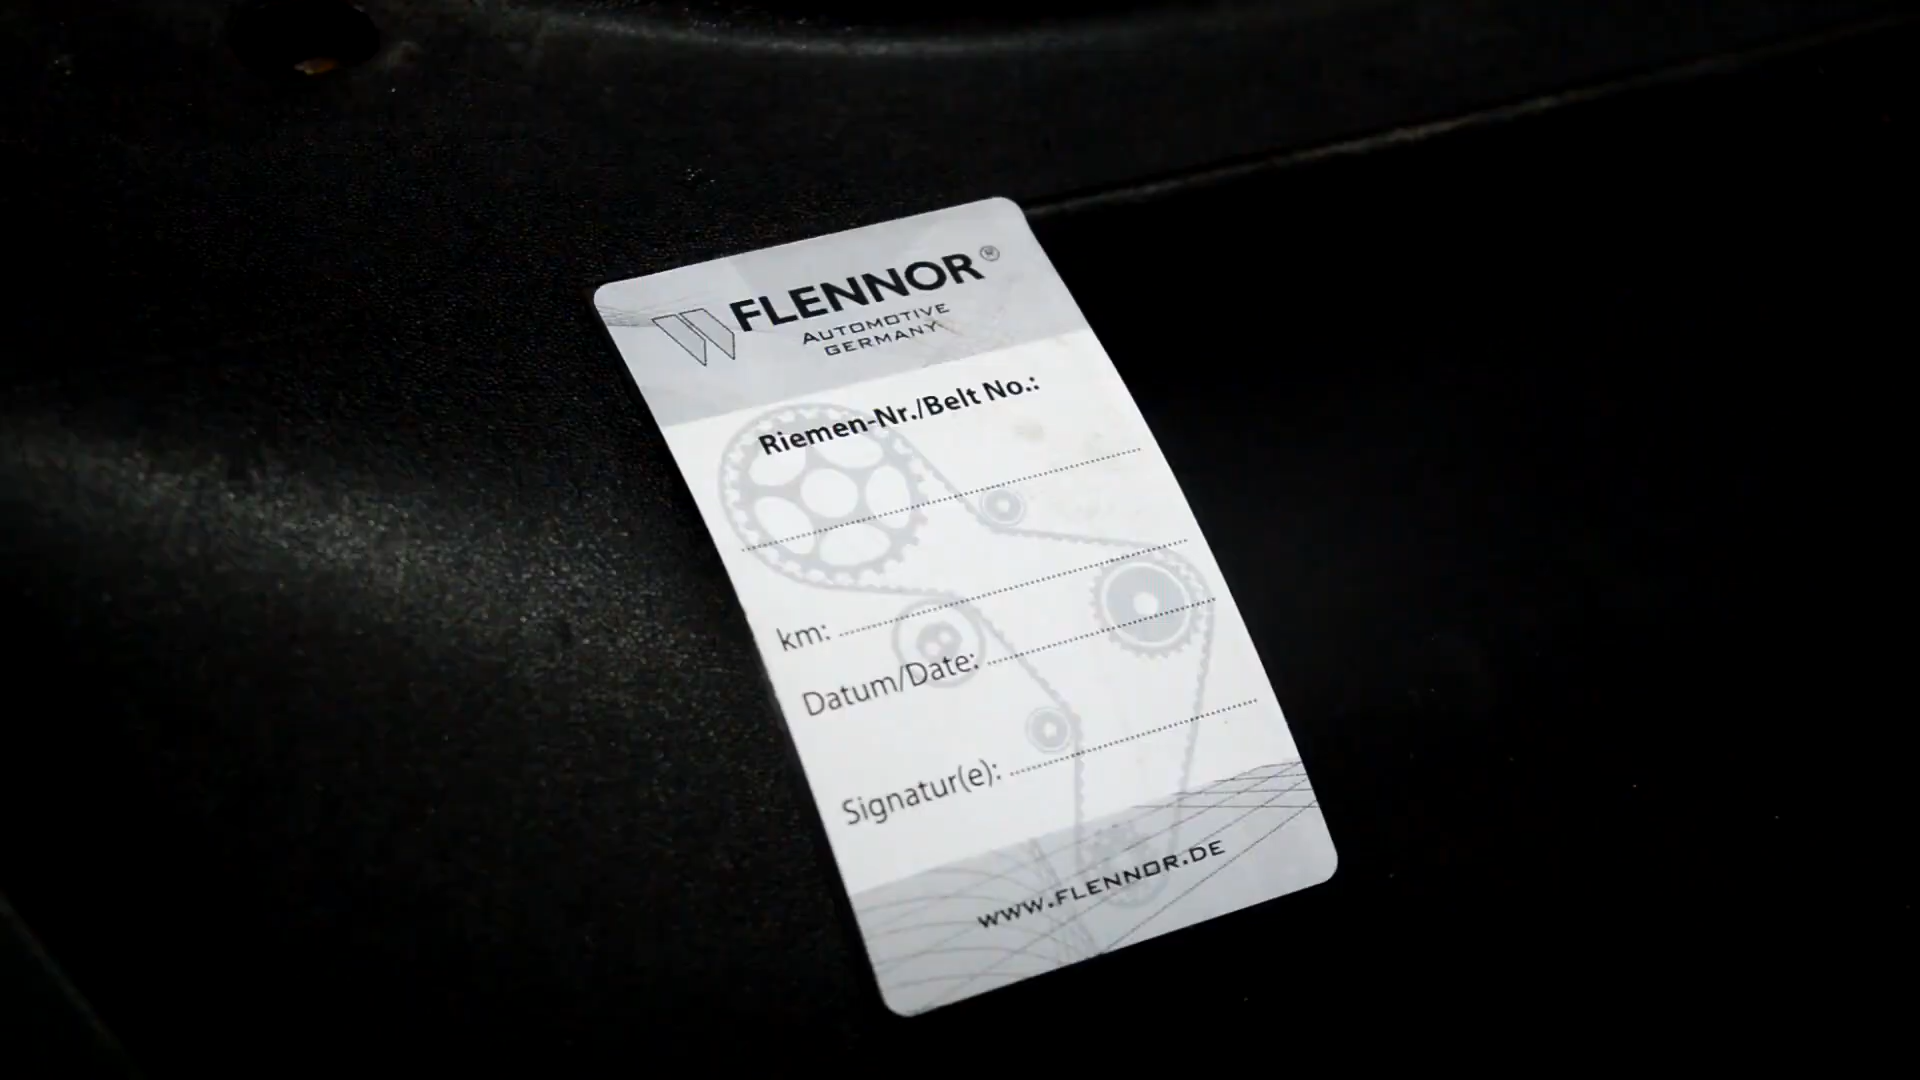 FLENNOR®
AUTOMOTIVE
GERMANY
Riemen-Nr./Belt No.:
km:
Datum/Date:
Signatur(e):
WWW.FLENNOR.DE